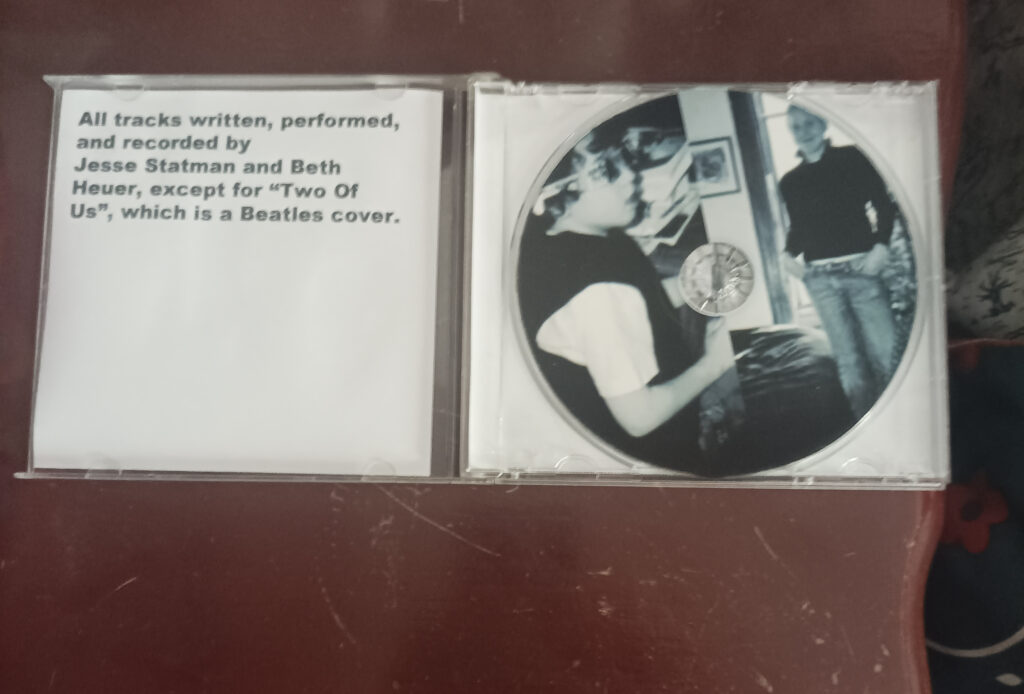 All tracks written, performed,
and recorded by
Jesse Statman and Beth
Heuer, except for “Two Of
Us”, which is a Beatles cover.